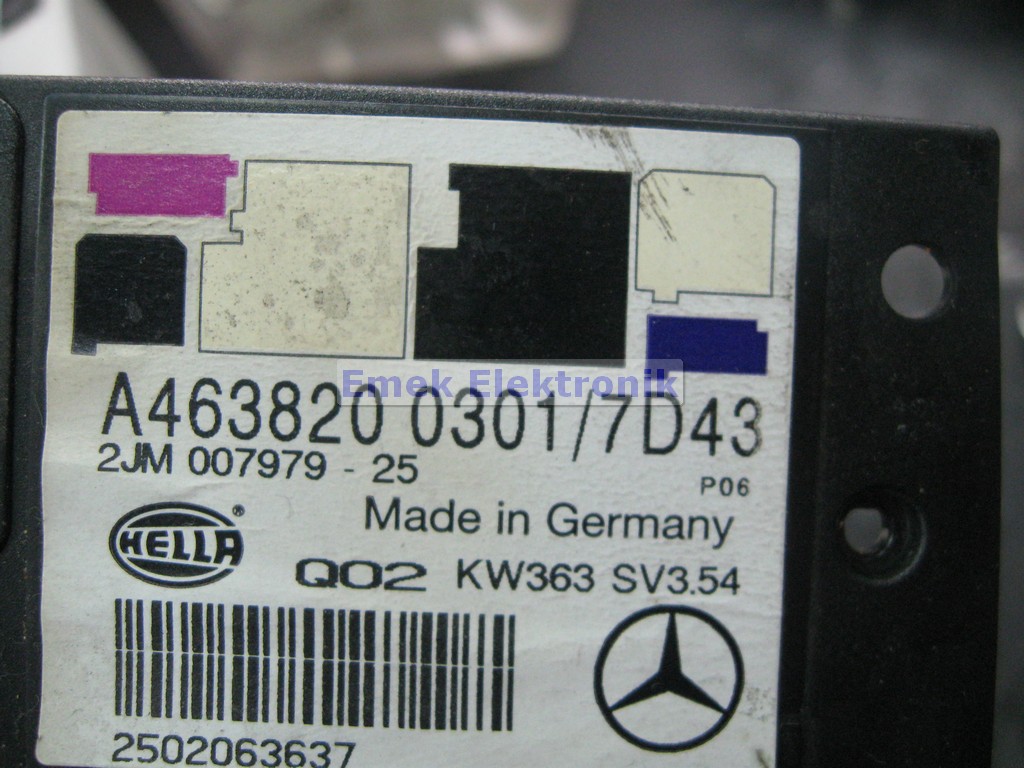 Emek Elektronik
A463820 0301/7D43
2JM 007979 - 25
P06
Made in Germany
HELLA®
Q02 KW363 SV3.54
2502063637